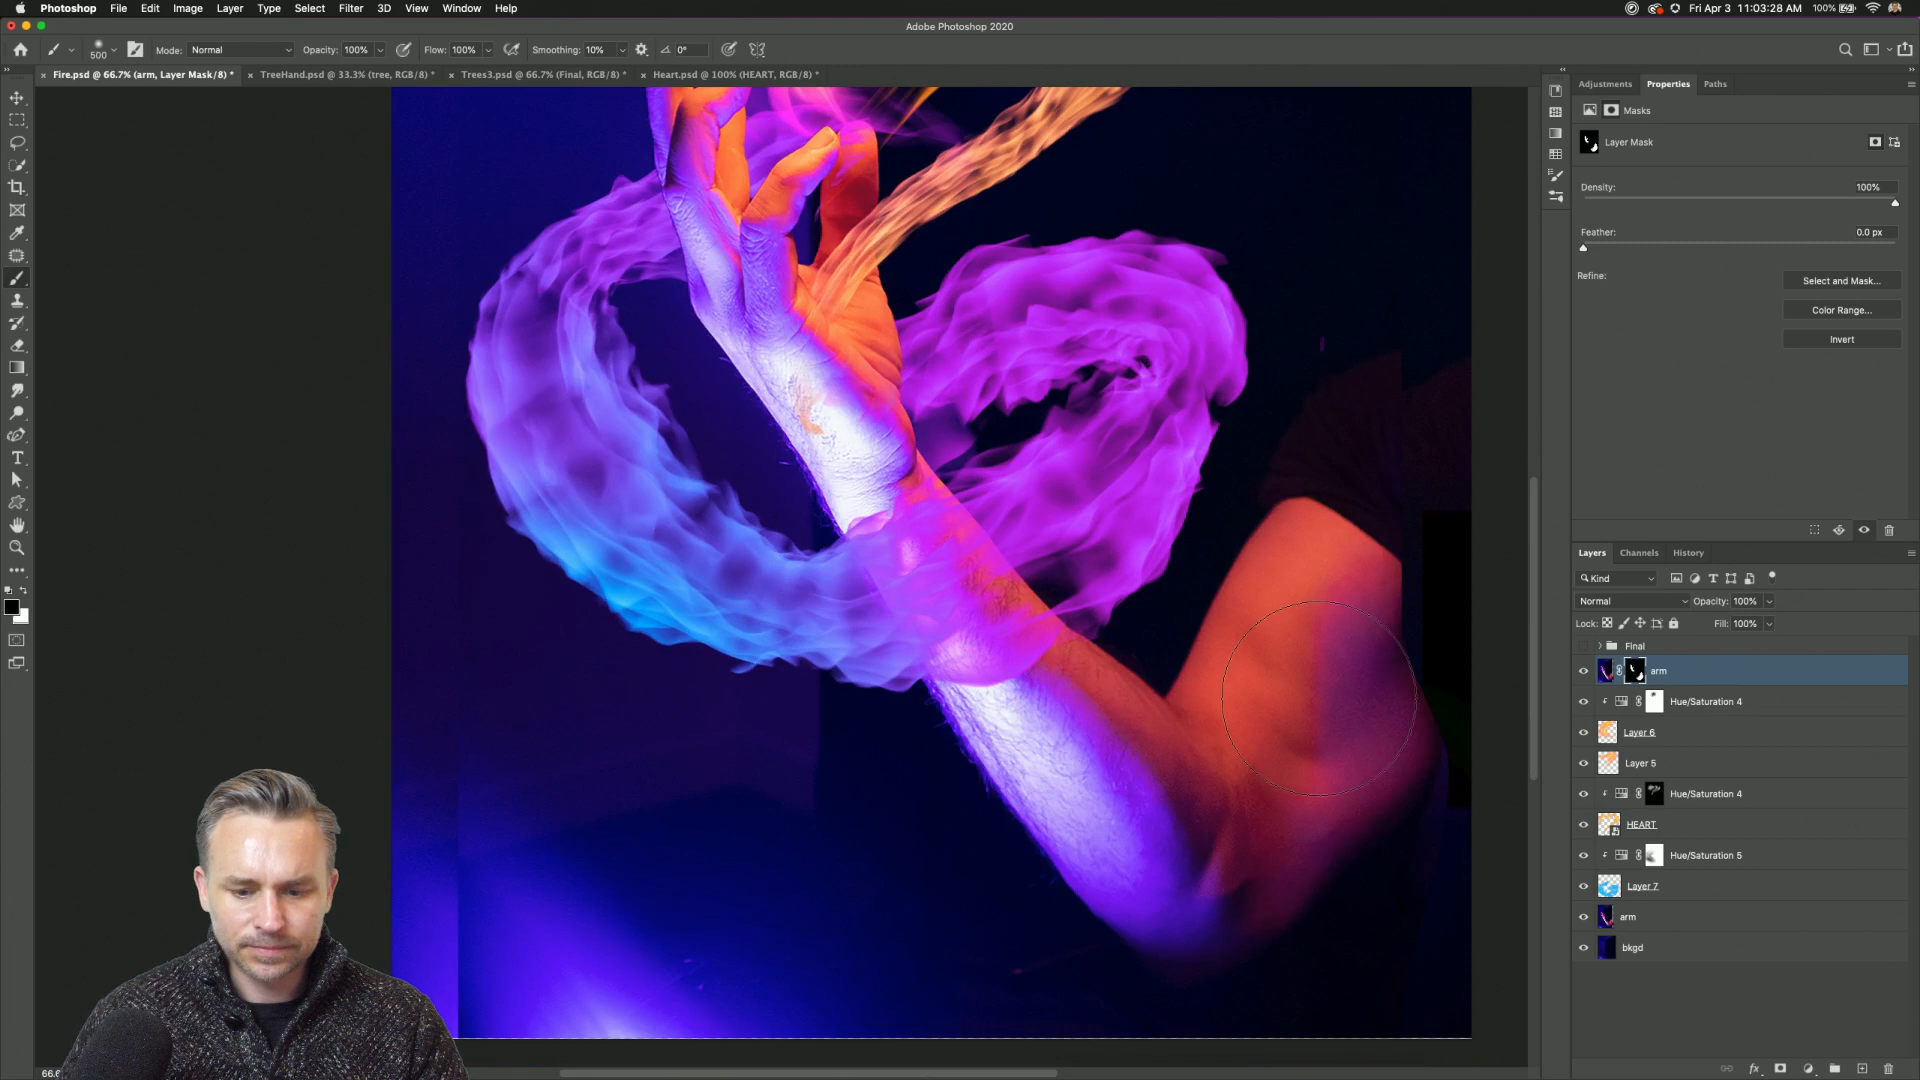 Photoshop File Edit Image Layer Type Select Filter 3D View Window Help
Fri Apr 3 11:03:28 AM 100%
Adobe Photoshop 2020
500 Mode: Normal Opacity: 100% Flow: 100% Smoothing: 10% 0°
Fire.psd @ 66.7% (arm, Layer Mask/8) *
TreeHand.psd @ 33.3% (tree, RGB/8) *
Trees3.psd @ 66.7% (Final, RGB/8) *
Heart.psd @ 100% (HEART, RGB/8) *
Adjustments Properties Paths
Masks
Layer Mask
Density: 100%
Feather: 0.0 px
Refine: Select and Mask...
Color Range...
Invert
Layers Channels History
Kind
Normal Opacity: 100%
Lock: Fill: 100%
Final
arm
Hue/Saturation 4
Layer 6
Layer 5
Hue/Saturation 4
HEART
Hue/Saturation 5
Layer 7
arm
bkgd